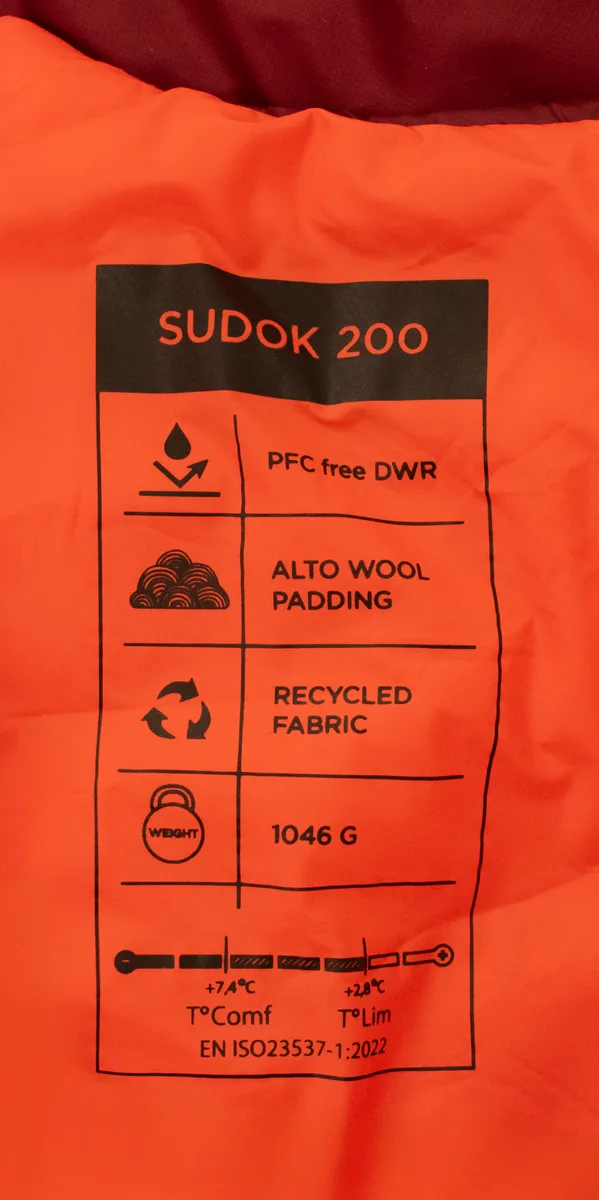 SUDOK 200
PFC free DWR
ALTO WOOL
PADDING
RECYCLED
FABRIC
WEIGHT
1046 G
+7,4°C
+2,8°C
T°Comf
T°Lim
EN ISO23537-1:2022